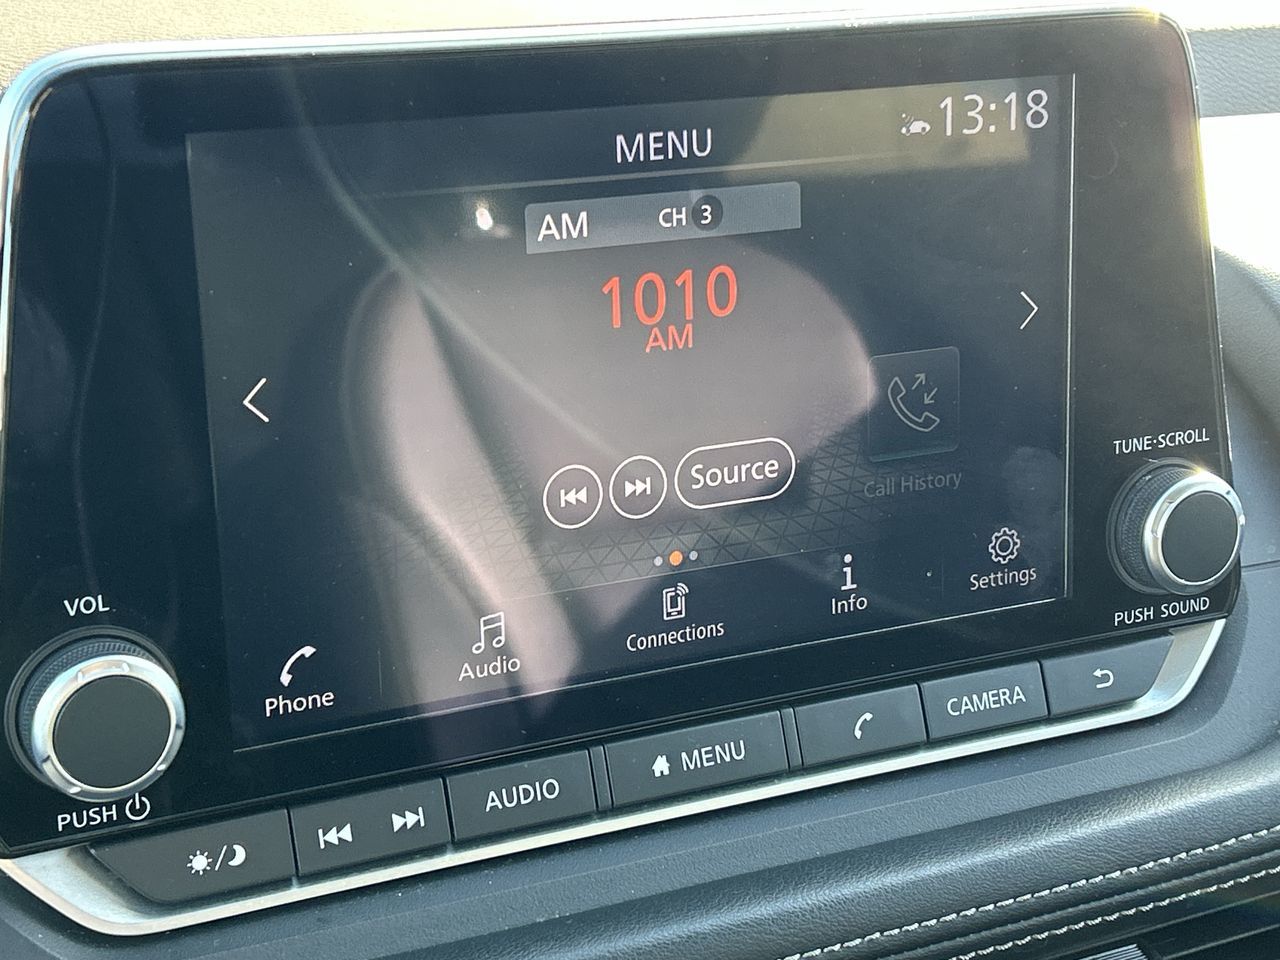 MENU
13:18
AM CH 3
1010
AM
Source
Call History
Phone
Audio
Connections
Info
Settings
VOL
PUSH
TUNE·SCROLL
PUSH SOUND
AUDIO
MENU
CAMERA